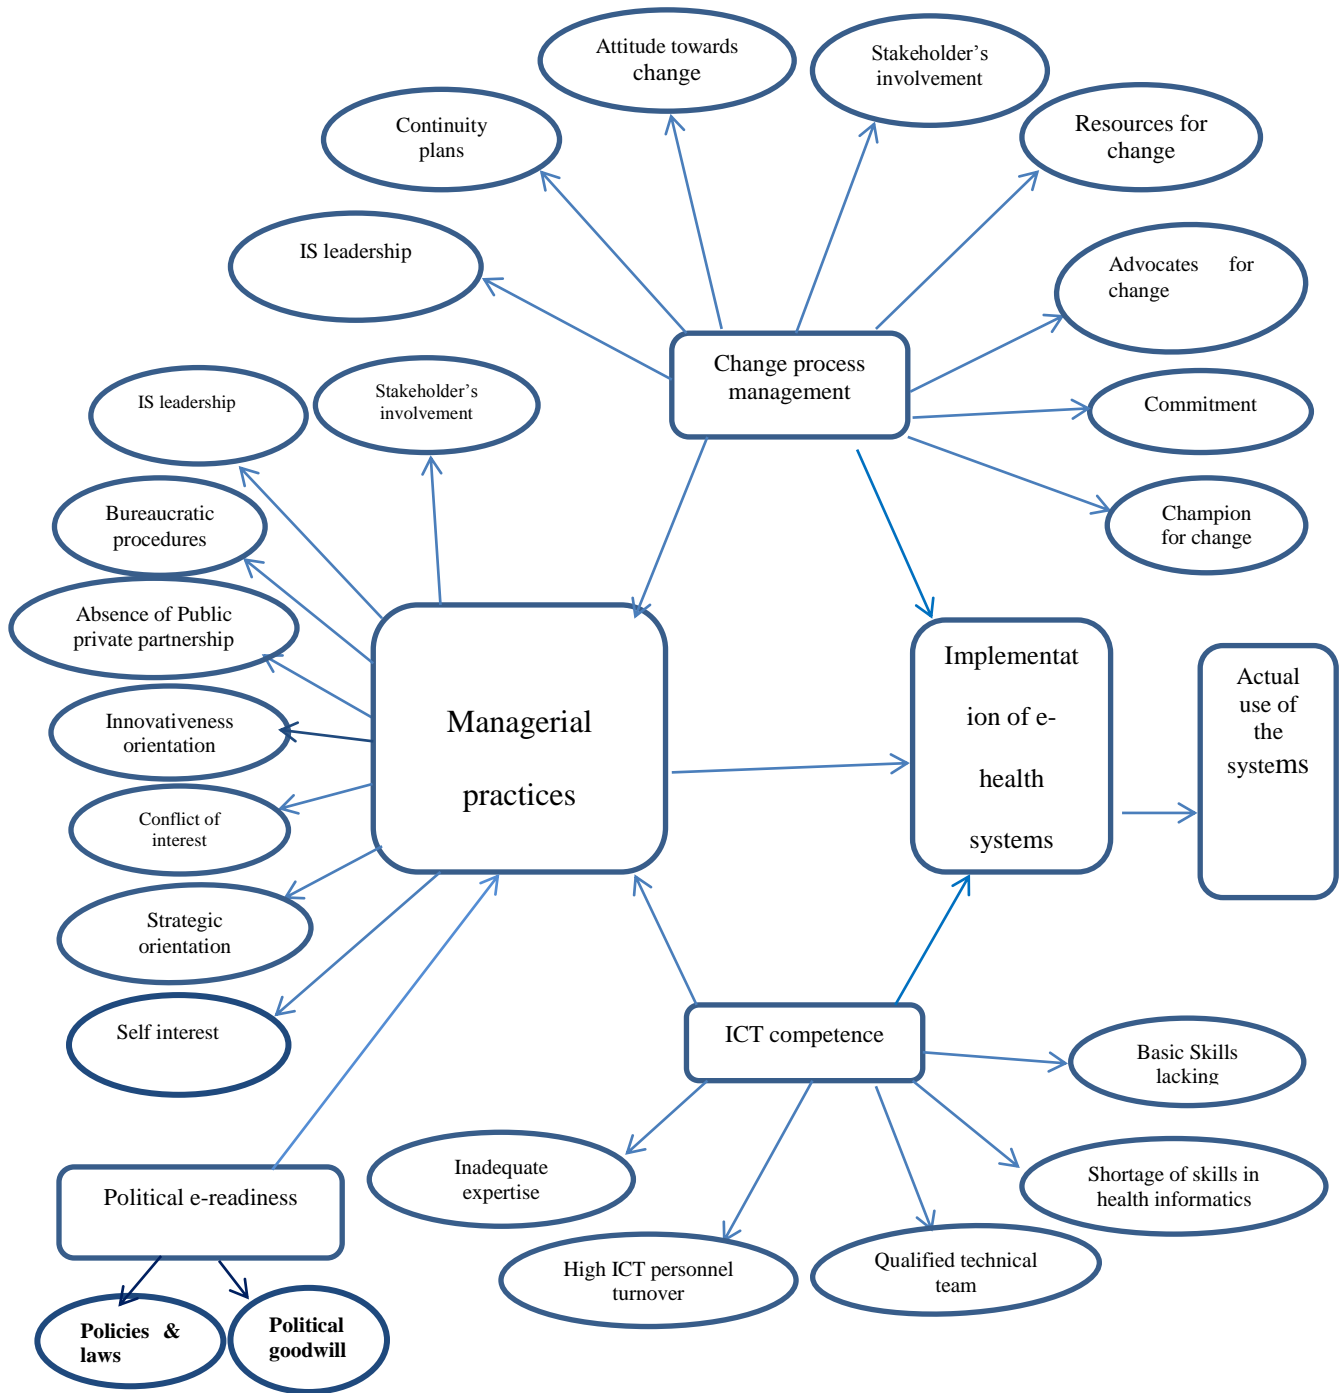 Attitude towards
change
Stakeholder's
involvement
Continuity
plans
Resources for
change
IS leadership
Advocates for
change
Change process
management
Commitment
Champion
for change
IS leadership
Stakeholder's
involvement
Bureaucratic
procedures
Absence of Public
private partnership
Innovativeness
orientation
Conflict of
interest
Strategic
orientation
Self interest
Managerial
practices
Implementat
ion of e-
health
systems
Actual
use of
the
systems
ICT competence
Basic Skills
lacking
Shortage of skills in
health informatics
Inadequate
expertise
High ICT personnel
turnover
Qualified technical
team
Political e-readiness
Policies &
laws
Political
goodwill